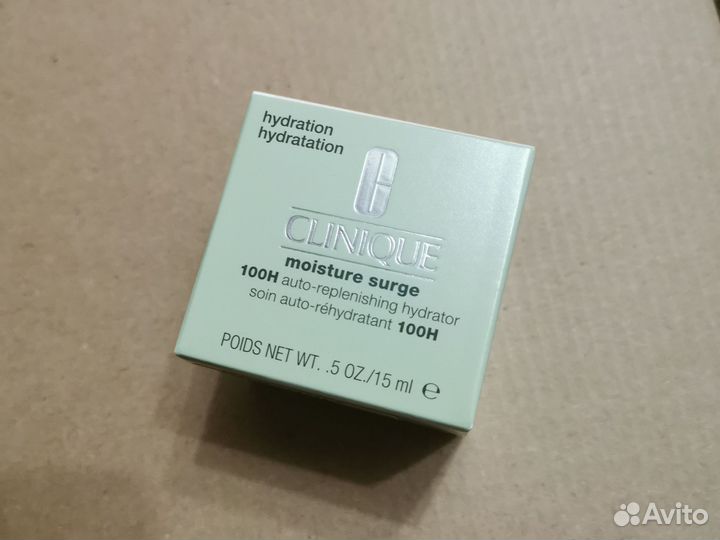 hydration
hydratation
CLINIQUE
moisture surge
100H auto-replenishing hydrator
soin auto-réhydratant 100H
POIDS NET WT. .5 OZ./15 ml ℮
Avito